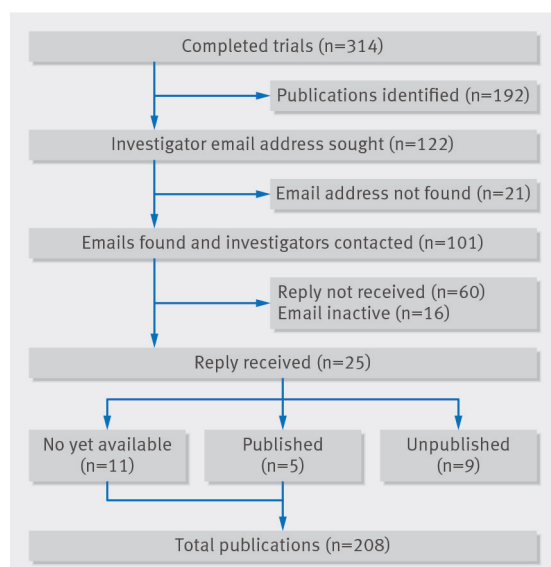 Completed trials (n=314)
Publications identified (n=192)
Investigator email address sought (n=122)
Email address not found (n=21)
Emails found and investigators contacted (n=101)
Reply not received (n=60)
Email inactive (n=16)
Reply received (n=25)
No yet available
(n=11)
Published
(n=5)
Unpublished
(n=9)
Total publications (n=208)